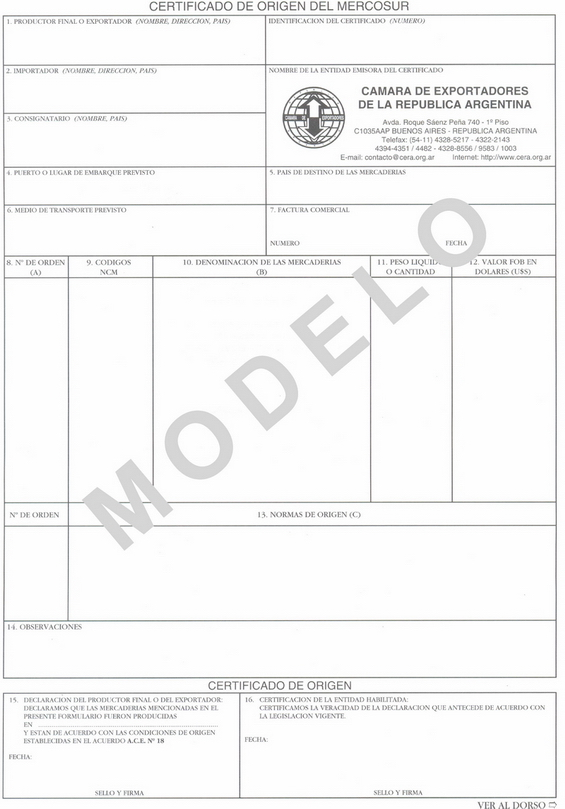 CERTIFICADO DE ORIGEN DEL MERCOSUR
1. PRODUCTOR FINAL O EXPORTADOR (NOMBRE, DIRECCION, PAIS)
IDENTIFICACION DEL CERTIFICADO (NUMERO)
2. IMPORTADOR (NOMBRE, DIRECCION, PAIS)
NOMBRE DE LA ENTIDAD EMISORA DEL CERTIFICADO
CAMARA DE EXPORTADORES
DE LA REPUBLICA ARGENTINA
Avda. Roque Sáenz Peña 740 - 1º Piso
C1035AAP BUENOS AIRES - REPUBLICA ARGENTINA
Telefax: (54-11) 4328-5217 - 4322-2143
4394-4351 / 4482 - 4328-8556 / 9583 / 1003
E-mail: contacto@cera.org.ar Internet: http://www.cera.org.ar
3. CONSIGNATARIO (NOMBRE, PAIS)
4. PUERTO O LUGAR DE EMBARQUE PREVISTO
5. PAIS DE DESTINO DE LAS MERCADERIAS
6. MEDIO DE TRANSPORTE PREVISTO
7. FACTURA COMERCIAL
NUMERO FECHA
8. Nº DE ORDEN
(A)
9. CODIGOS
NCM
10. DENOMINACION DE LAS MERCADERIAS
(B)
11. PESO LIQUID
O CANTIDAD
12. VALOR FOB EN
DOLARES (U$S)
MODELO
Nº DE ORDEN
13. NORMAS DE ORIGEN (C)
14. OBSERVACIONES
CERTIFICADO DE ORIGEN
15. DECLARACION DEL PRODUCTOR FINAL O DEL EXPORTADOR:
DECLARAMOS QUE LAS MERCADERIAS MENCIONADAS EN EL
PRESENTE FORMULARIO FUERON PRODUCIDAS
EN ........................................
Y ESTAN DE ACUERDO CON LAS CONDICIONES DE ORIGEN
ESTABLECIDAS EN EL ACUERDO A.C.E. Nº 18
FECHA:
SELLO Y FIRMA
16. CERTIFICACION DE LA ENTIDAD HABILITADA:
CERTIFICAMOS LA VERACIDAD DE LA DECLARACION QUE ANTECEDE DE ACUERDO CON
LA LEGISLACION VIGENTE.
FECHA:
SELLO Y FIRMA
VER AL DORSO ⇨